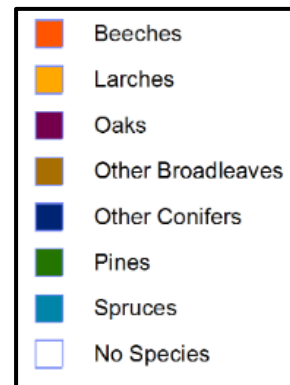 Beeches
Larches
Oaks
Other Broadleaves
Other Conifers
Pines
Spruces
No Species